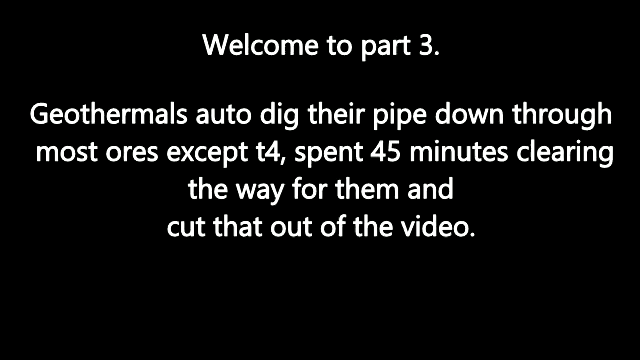 Welcome to part 3.
Geothermals auto dig their pipe down through
most ores except t4, spent 45 minutes clearing
the way for them and
cut that out of the video.